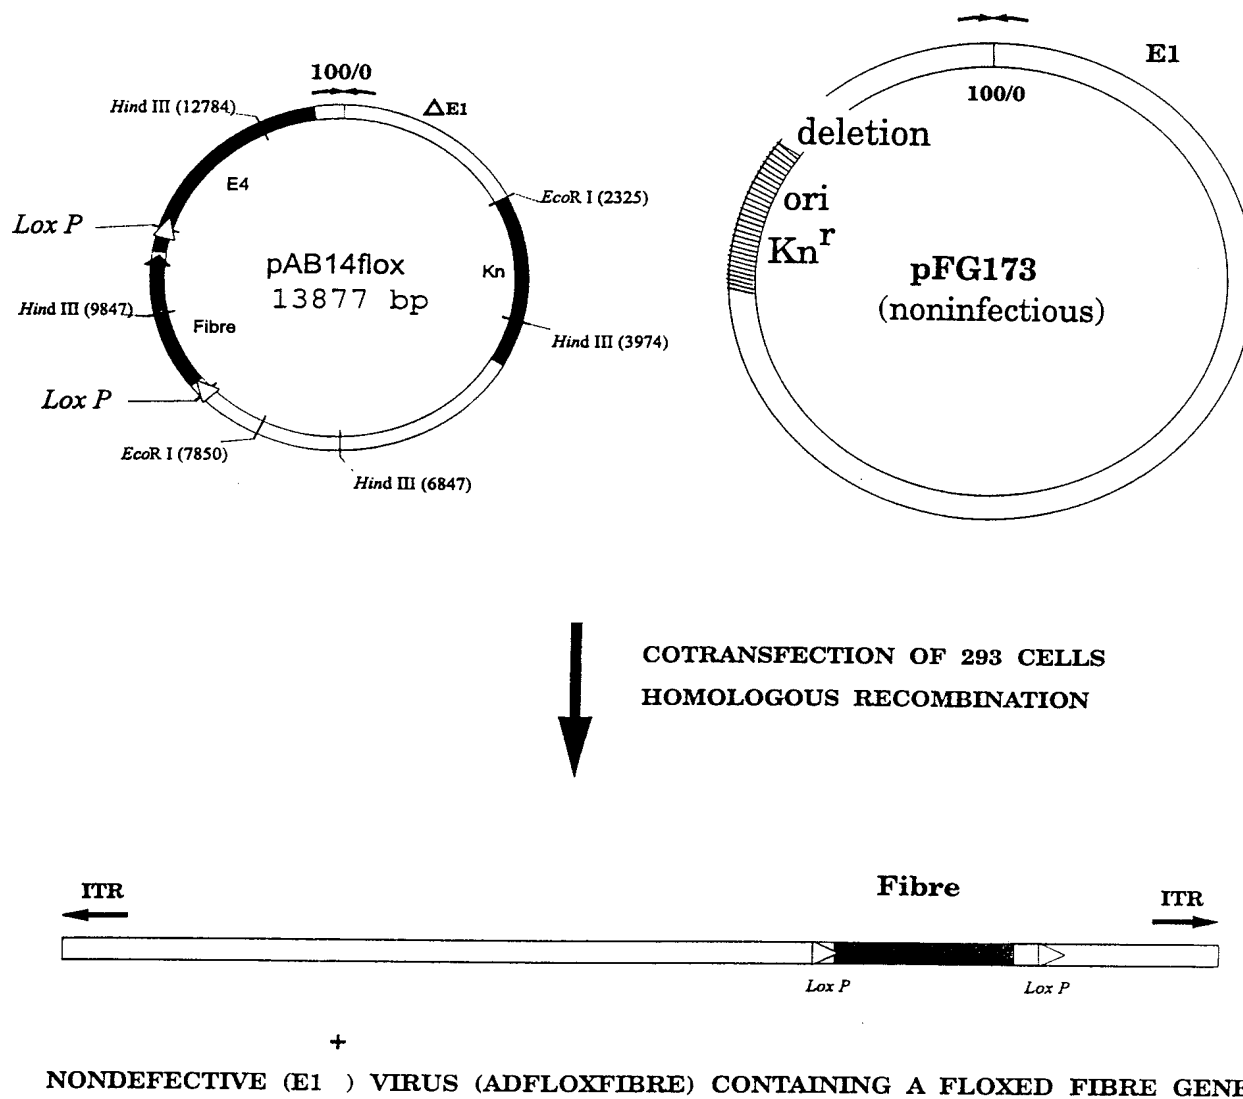 100/0
Hind III (12784)
ΔE1
EcoR I (2325)
E4
Lox P
pAB14flox
13877 bp
Kn
Hind III (9847)
Fibre
Hind III (3974)
Lox P
EcoR I (7850)
Hind III (6847)
E1
100/0
deletion
ori
Kn^r
pFG173
(noninfectious)
COTRANSFECTION OF 293 CELLS
HOMOLOGOUS RECOMBINATION
Fibre
ITR
ITR
Lox P
Lox P
NONDEFECTIVE (E1+) VIRUS (ADFLOXFIBRE) CONTAINING A FLOXED FIBRE GENE